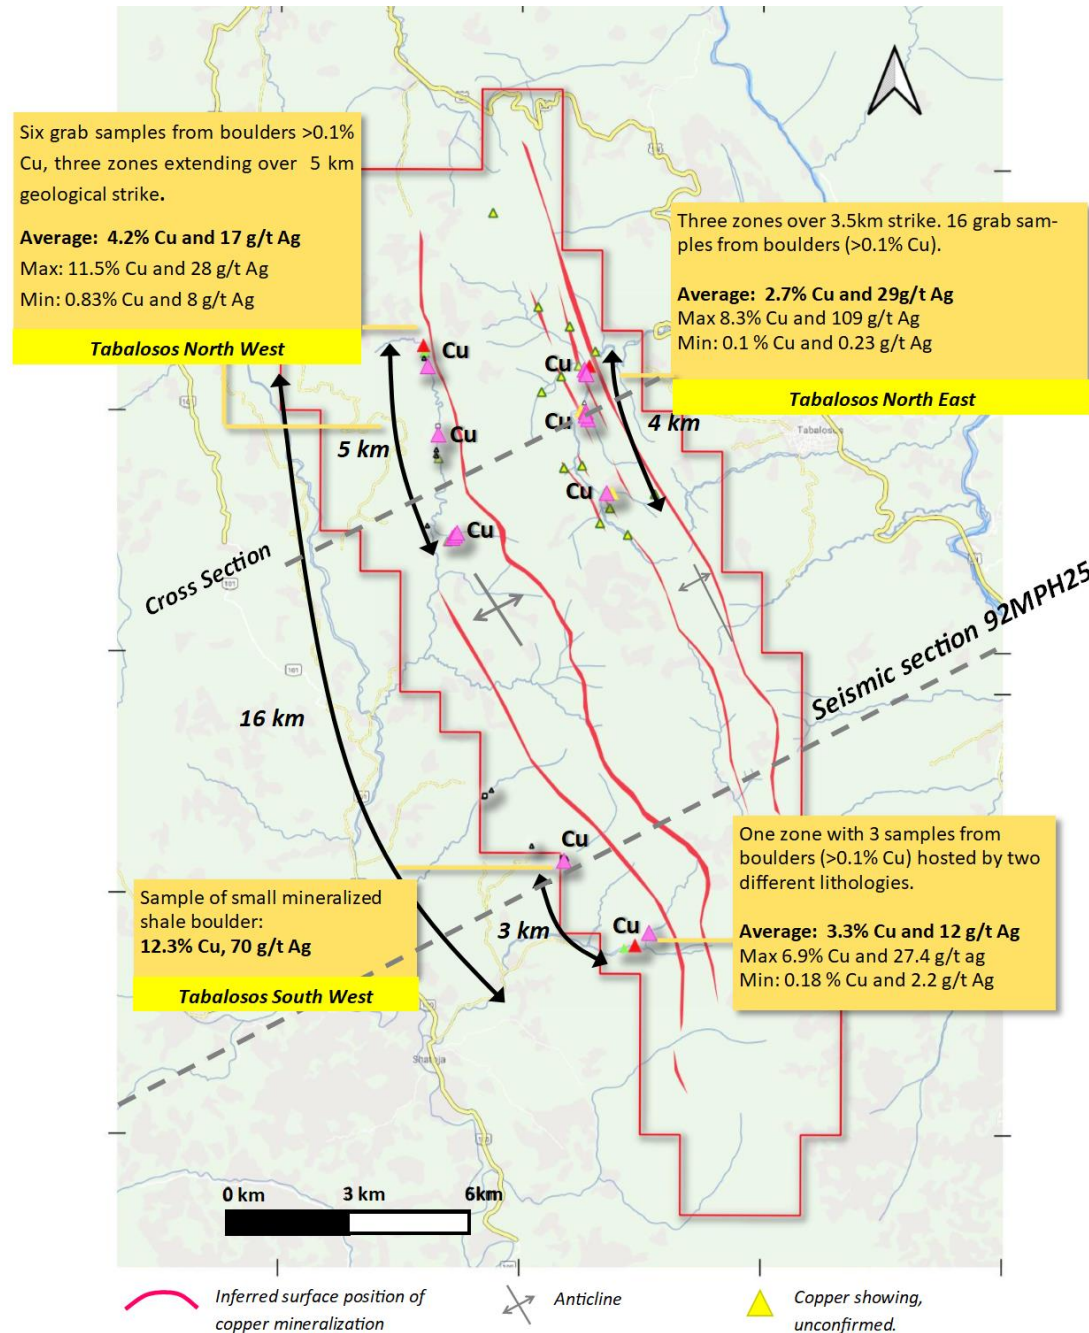 Six grab samples from boulders >0.1%
Cu, three zones extending over 5 km
geological strike.
Average: 4.2% Cu and 17 g/t Ag
Max: 11.5% Cu and 28 g/t Ag
Min: 0.83% Cu and 8 g/t Ag
Tabalosos North West
Three zones over 3.5km strike. 16 grab sam-
ples from boulders (>0.1% Cu).
Average: 2.7% Cu and 29g/t Ag
Max 8.3% Cu and 109 g/t Ag
Min: 0.1 % Cu and 0.23 g/t Ag
Tabalosos North East
Cu
Cu
Cu
Cu
Cu
Cu
5 km
4 km
Tabalosos
Cross Section
Seismic section 92MPH25
16 km
101
161
Cu
Sample of small mineralized
shale boulder:
12.3% Cu, 70 g/t Ag
Tabalosos South West
3 km
Cu
One zone with 3 samples from
boulders (>0.1% Cu) hosted by two
different lithologies.
Average: 3.3% Cu and 12 g/t Ag
Max 6.9% Cu and 27.4 g/t ag
Min: 0.18 % Cu and 2.2 g/t Ag
0 km
3 km
6km
Inferred surface position of
copper mineralization
Anticline
Copper showing,
unconfirmed.